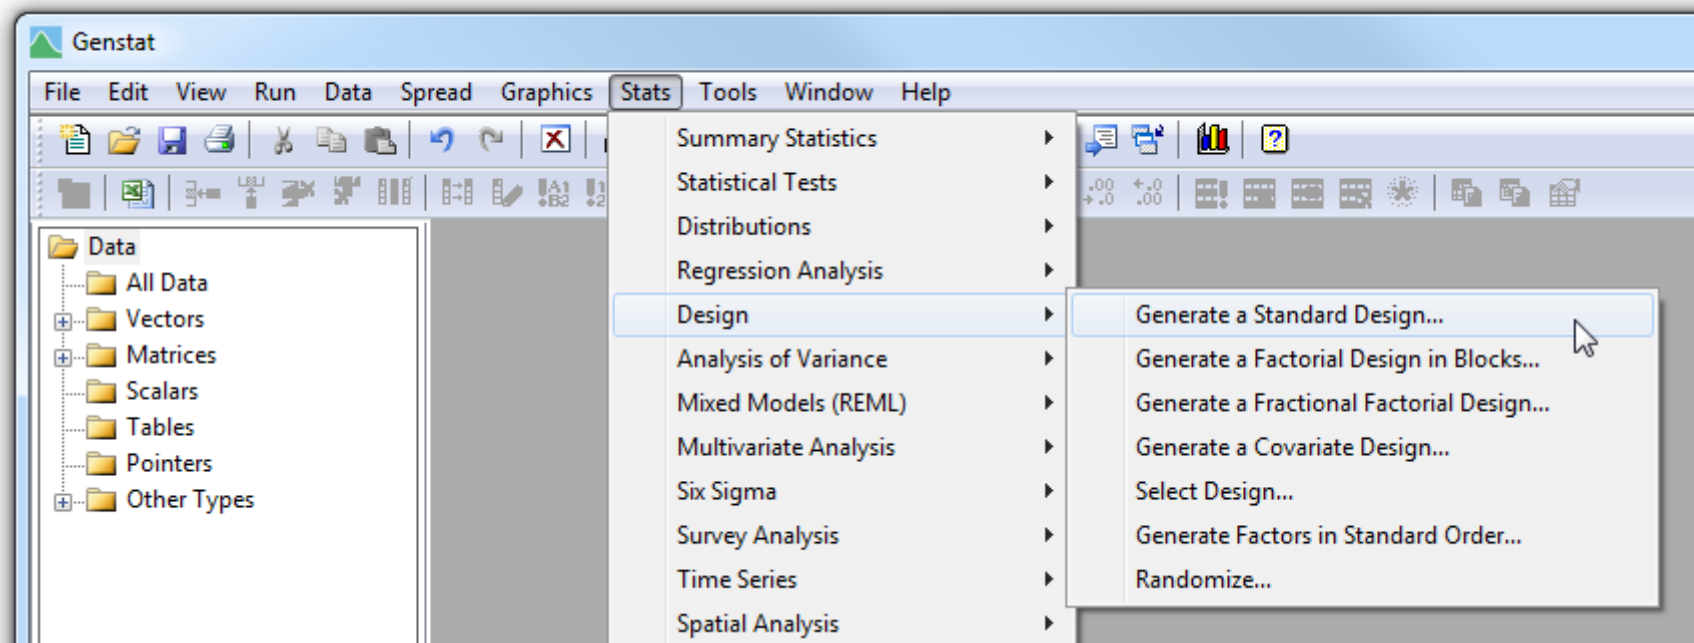 Genstat
File Edit View Run Data Spread Graphics Stats Tools Window Help
Data
All Data
Vectors
Matrices
Scalars
Tables
Pointers
Other Types
Summary Statistics
Statistical Tests
Distributions
Regression Analysis
Design
Analysis of Variance
Mixed Models (REML)
Multivariate Analysis
Six Sigma
Survey Analysis
Time Series
Spatial Analysis
Generate a Standard Design...
Generate a Factorial Design in Blocks...
Generate a Fractional Factorial Design...
Generate a Covariate Design...
Select Design...
Generate Factors in Standard Order...
Randomize...